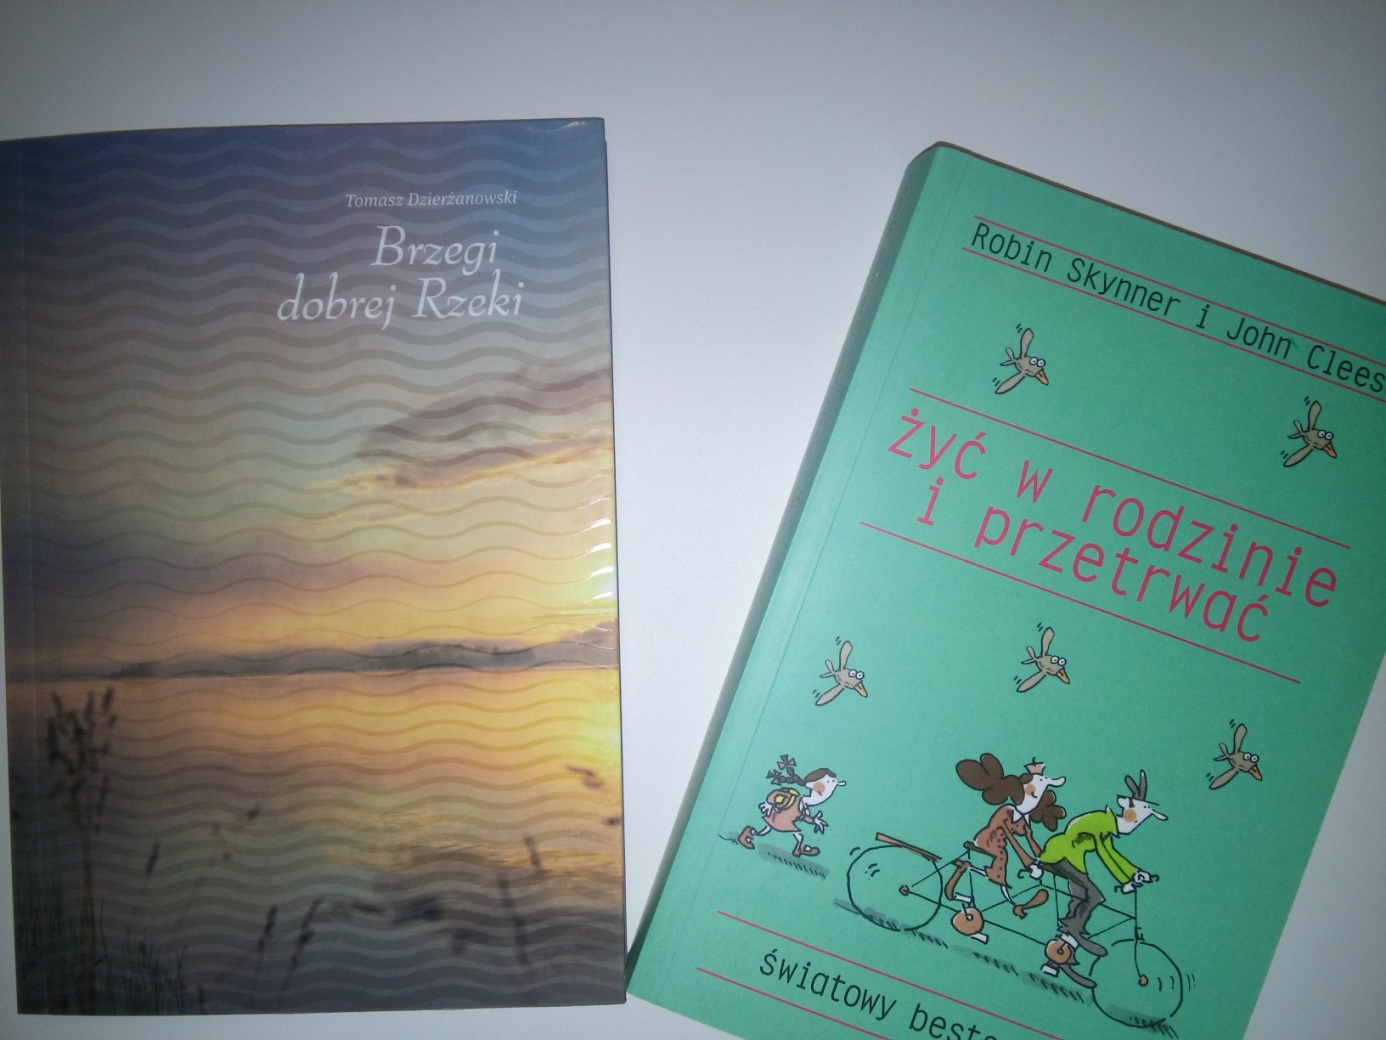 Tomasz Dzierżanowski
Brzegi
dobrej Rzeki
Robin Skynner i John Clees
żyć w rodzinie
i przetrwać
światowy